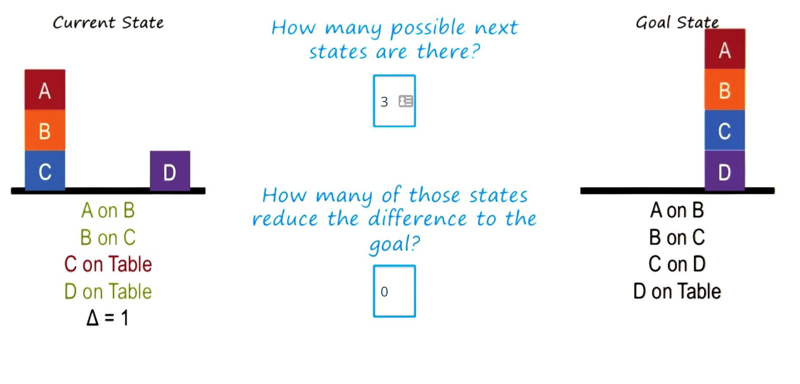 Current State
A
B
C
D
A on B
B on C
C on Table
D on Table
Δ = 1
How many possible next
states are there?
3
How many of those states
reduce the difference to the
goal?
0
Goal State
A
B
C
D
A on B
B on C
C on D
D on Table